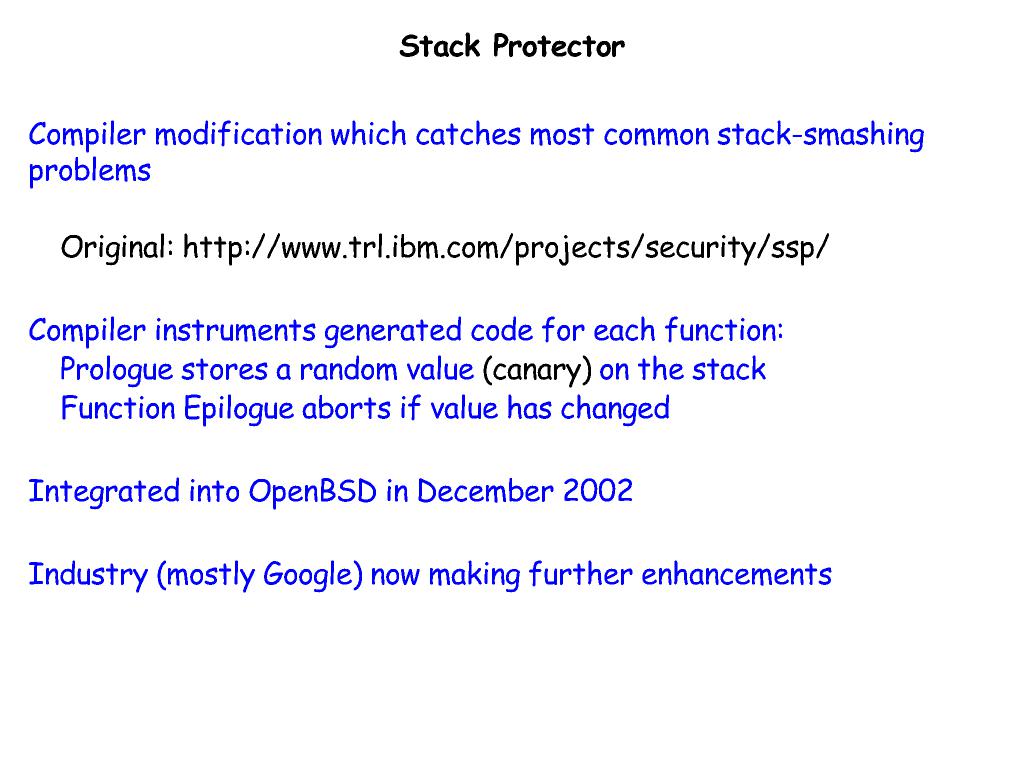 Stack Protector
Compiler modification which catches most common stack-smashing
problems
Original: http://www.trl.ibm.com/projects/security/ssp/
Compiler instruments generated code for each function:
Prologue stores a random value (canary) on the stack
Function Epilogue aborts if value has changed
Integrated into OpenBSD in December 2002
Industry (mostly Google) now making further enhancements